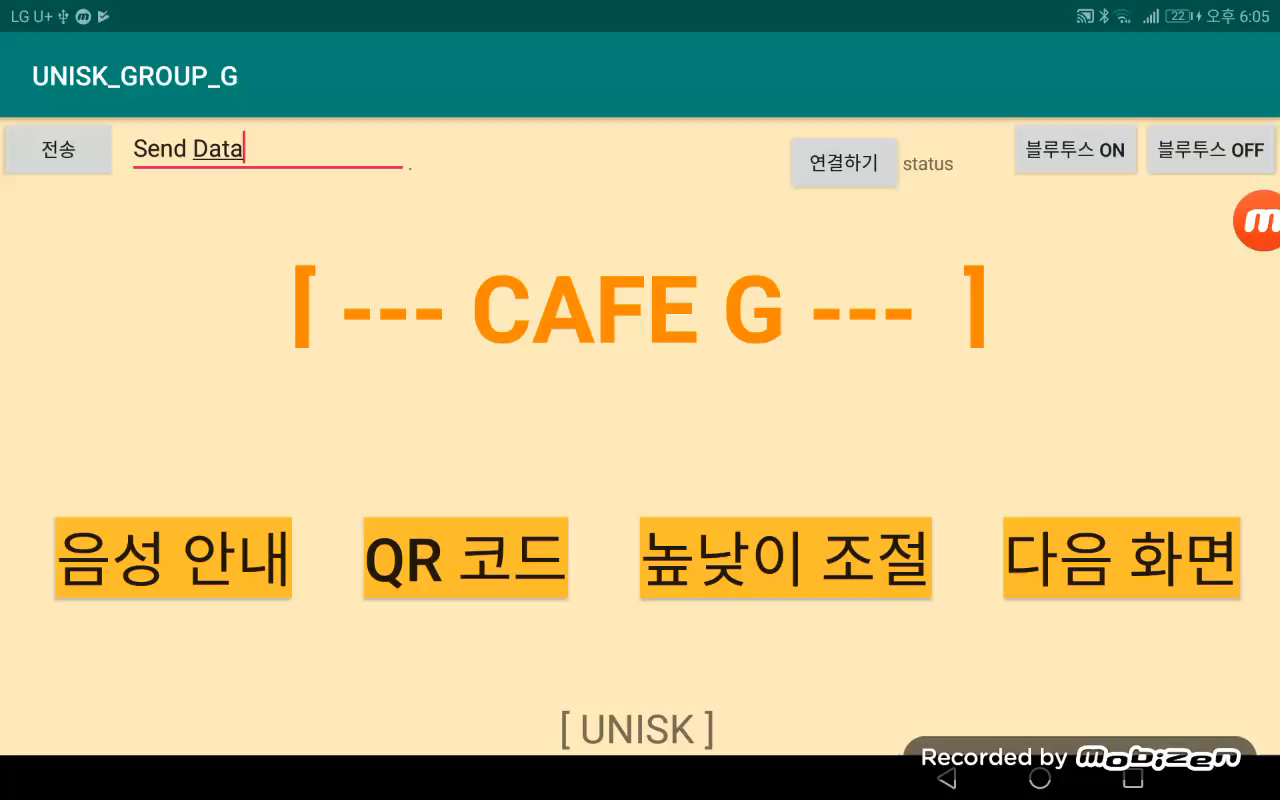 LG U+ 22 오후 6:05
UNISK_GROUP_G
전송 Send Data . 연결하기 status 블루투스 ON 블루투스 OFF
m
⌈ --- CAFE G --- ⌉
음성 안내 QR 코드 높낮이 조절 다음 화면
[ UNISK ]
Recorded by mobizen